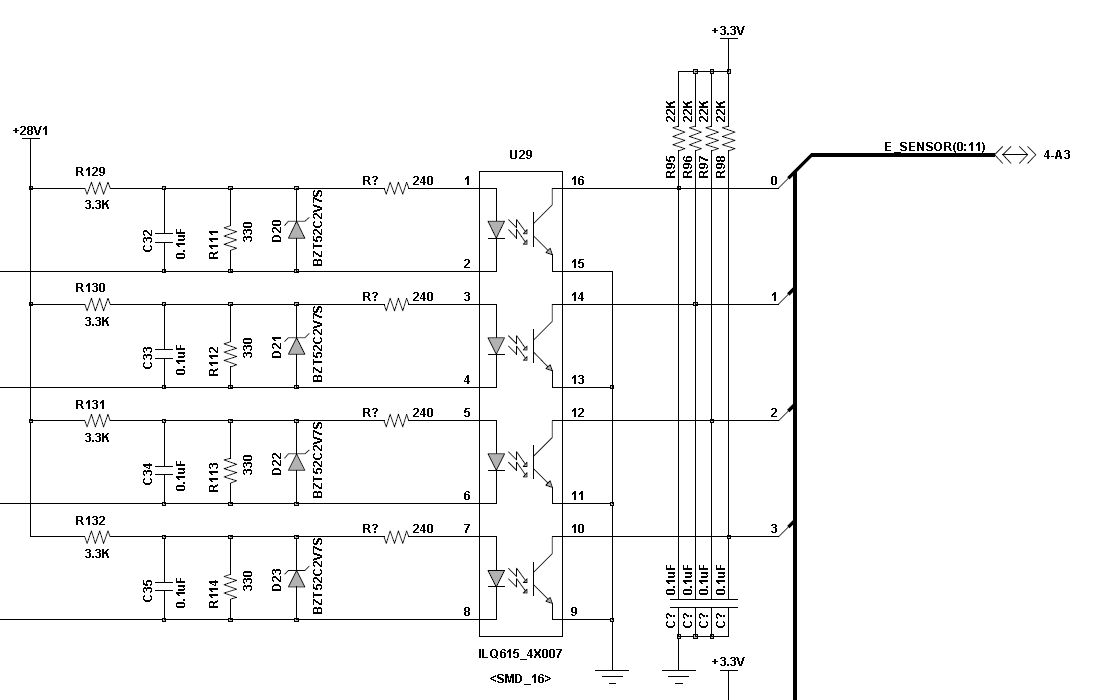 +3.3V
R95 22K
R96 22K
R97 22K
R98 22K
+28V1
E_SENSOR(0:11)
4-A3
U29
R129
3.3K
R? 240
1
16
0
C32
0.1uF
R111
330
D20
BZT52C2V7S
2
15
R130
3.3K
R? 240
3
14
1
C33
0.1uF
R112
330
D21
BZT52C2V7S
4
13
R131
3.3K
R? 240
5
12
2
C34
0.1uF
R113
330
D22
BZT52C2V7S
6
11
R132
3.3K
R? 240
7
10
3
C35
0.1uF
R114
330
D23
BZT52C2V7S
8
9
C? 0.1uF
C? 0.1uF
C? 0.1uF
C? 0.1uF
ILQ615_4X007
<SMD_16>
+3.3V